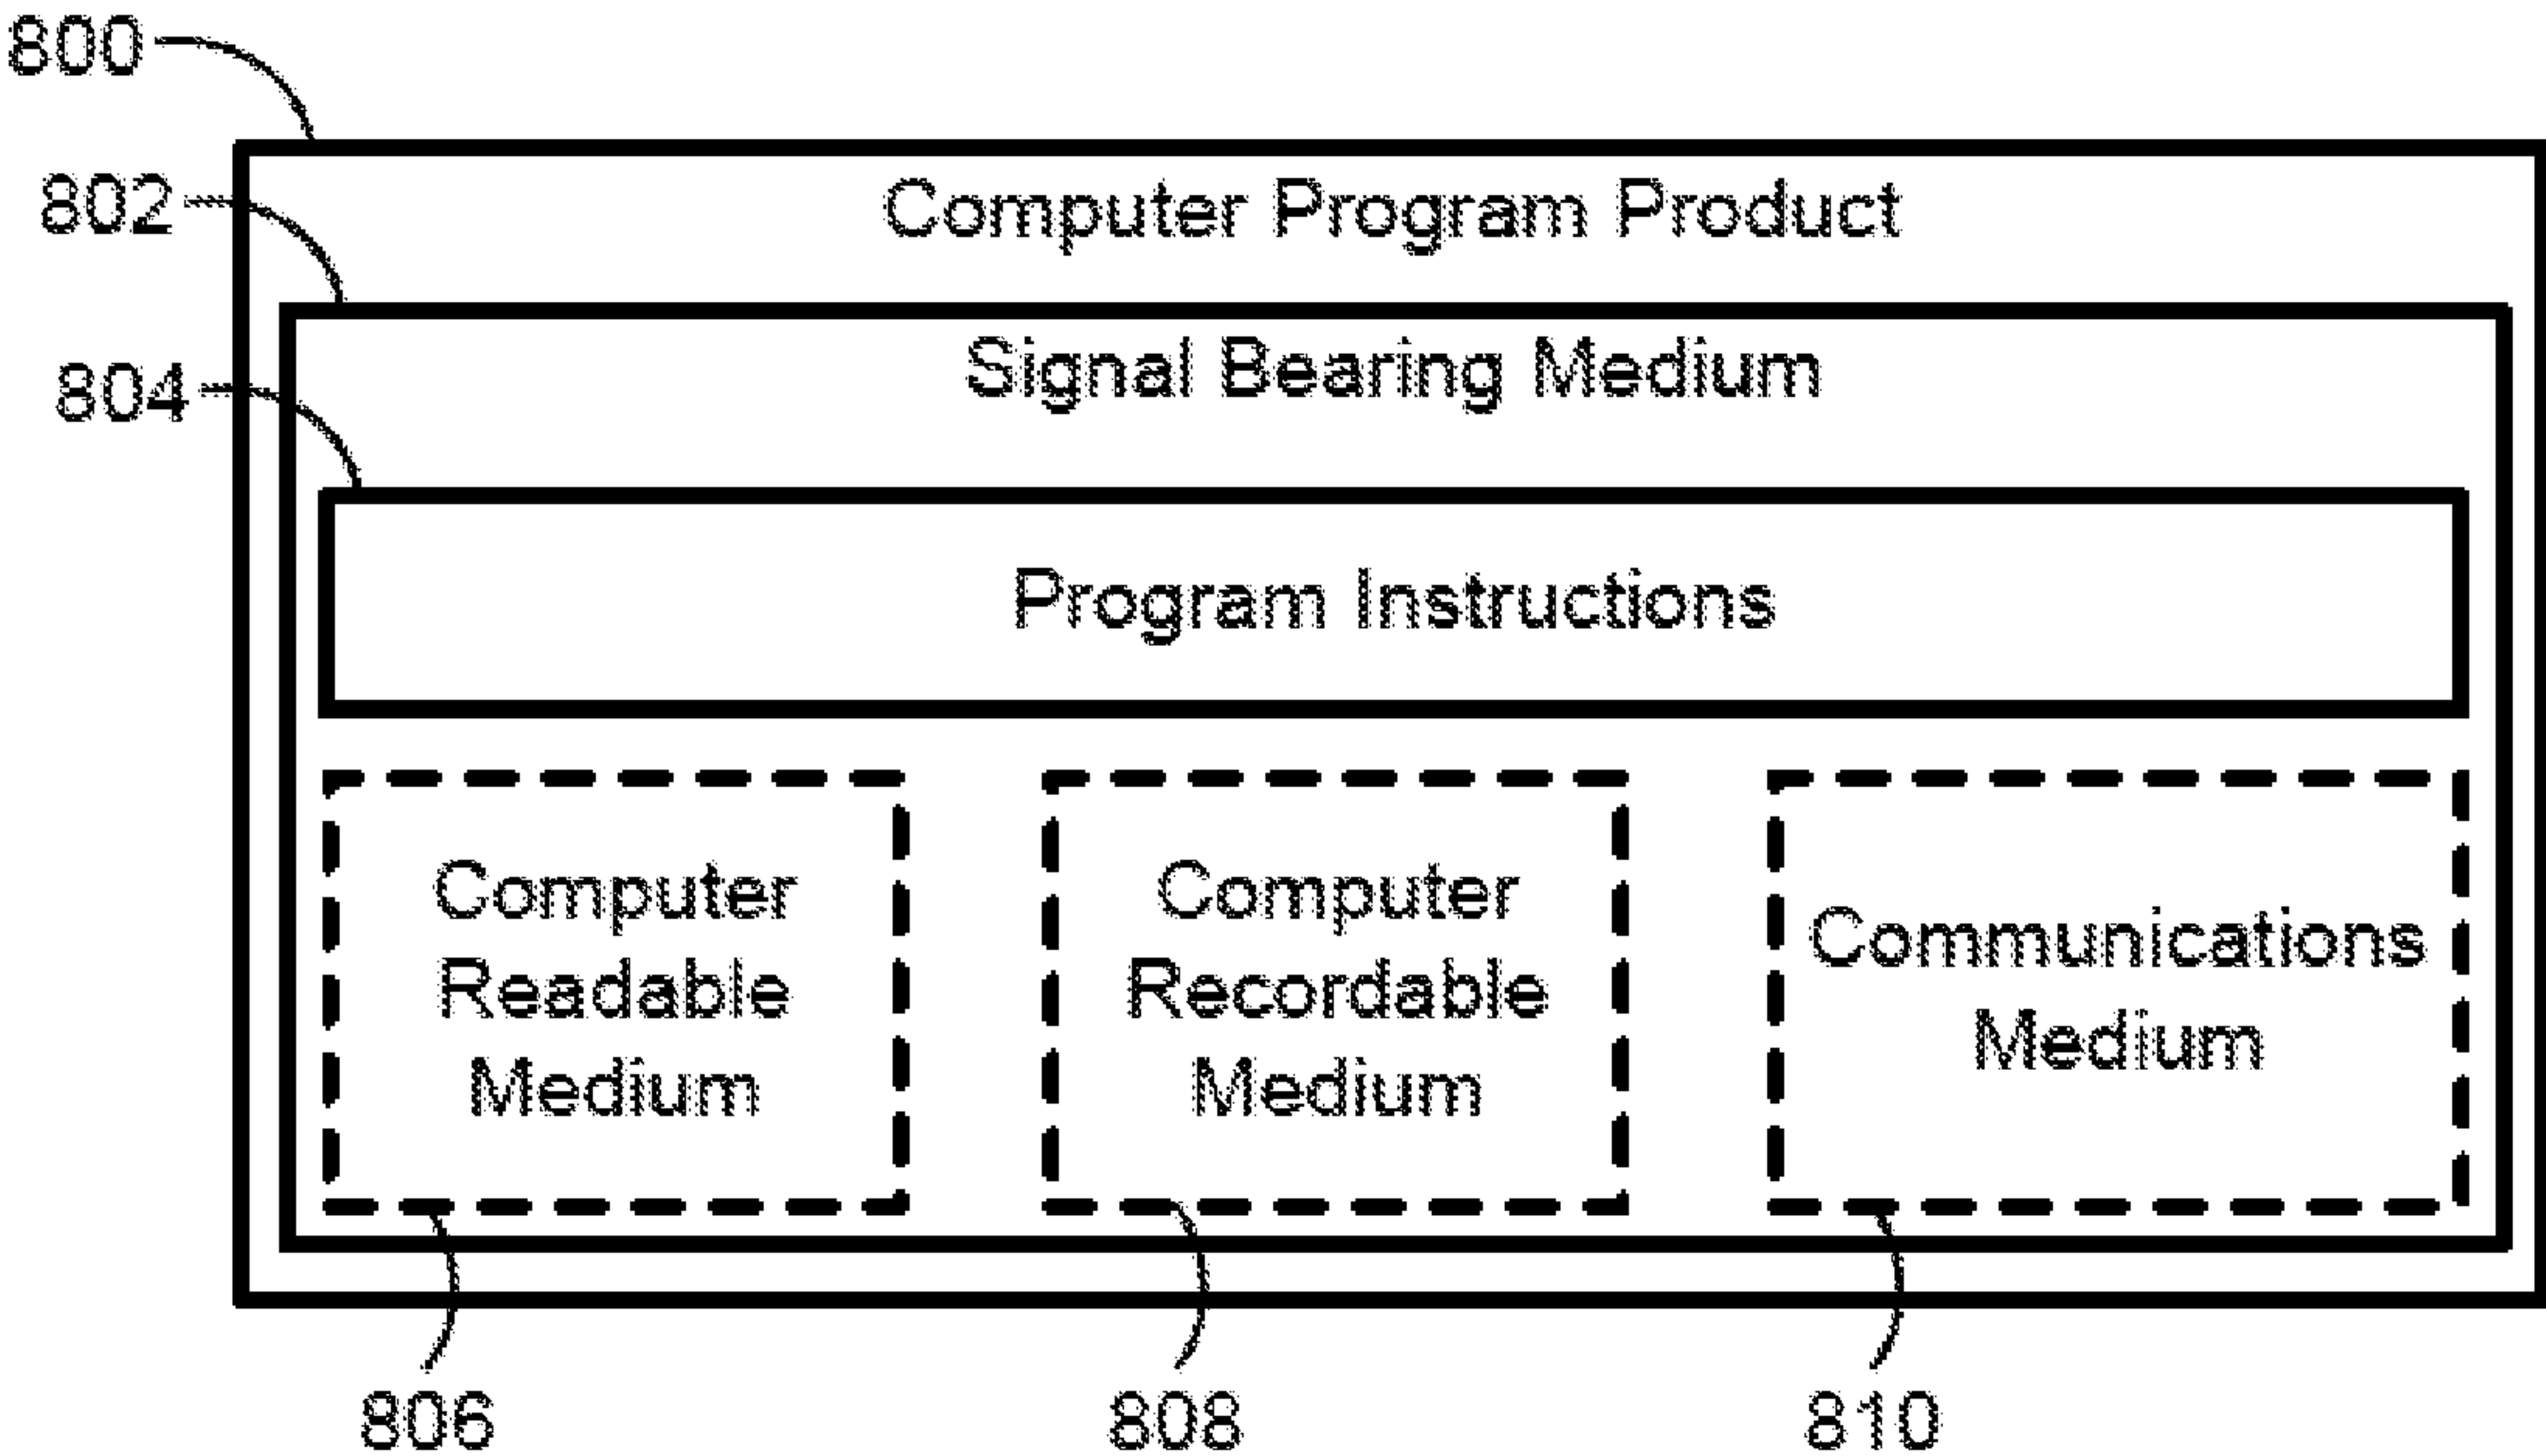 800
802
804
Computer Program Product
Signal Bearing Medium
Program Instructions
Computer
Readable
Medium
Computer
Recordable
Medium
Communications
Medium
806
808
810